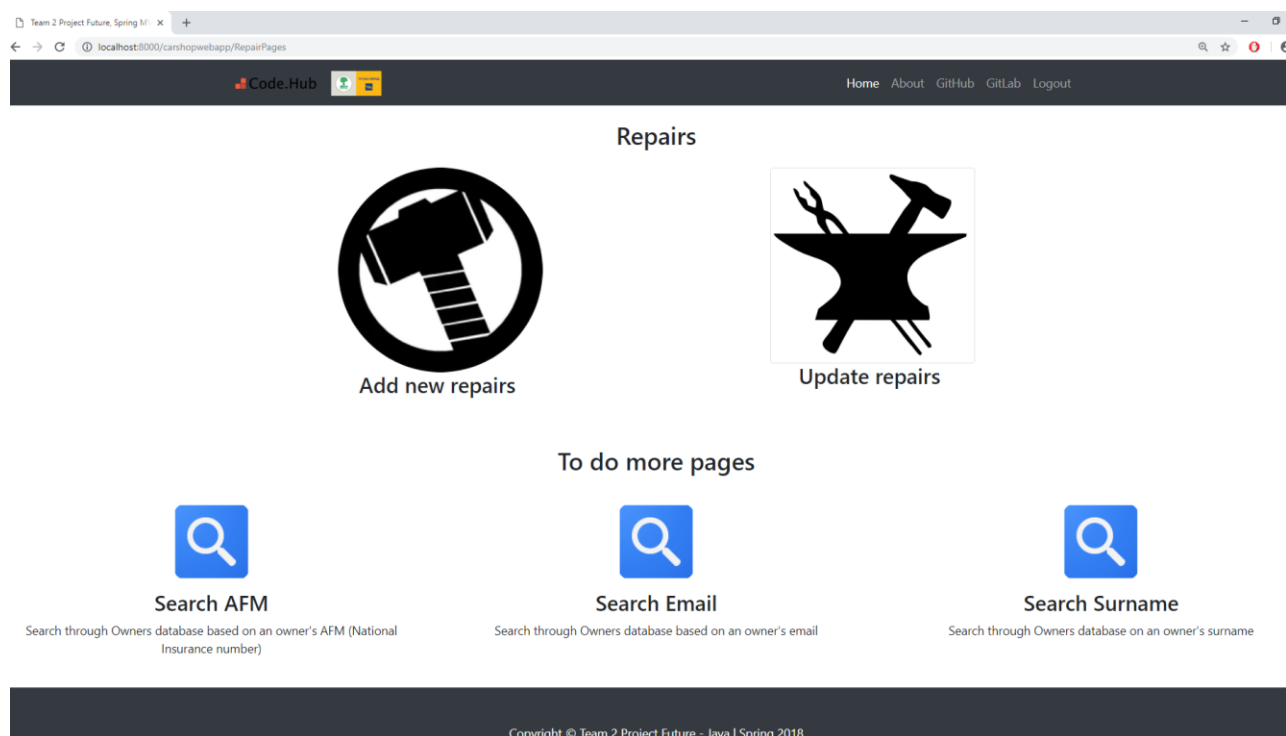 Team 2 Project Future, Spring M
localhost:8000/carshopwebapp/RepairPages
Code.Hub
Home About GitHub GitLab Logout
Repairs
Add new repairs
Update repairs
To do more pages
Search AFM
Search through Owners database based on an owner's AFM (National
Insurance number)
Search Email
Search through Owners database based on an owner's email
Search Surname
Search through Owners database on an owner's surname
Copyright © Team 2 Project Future - Java | Spring 2018